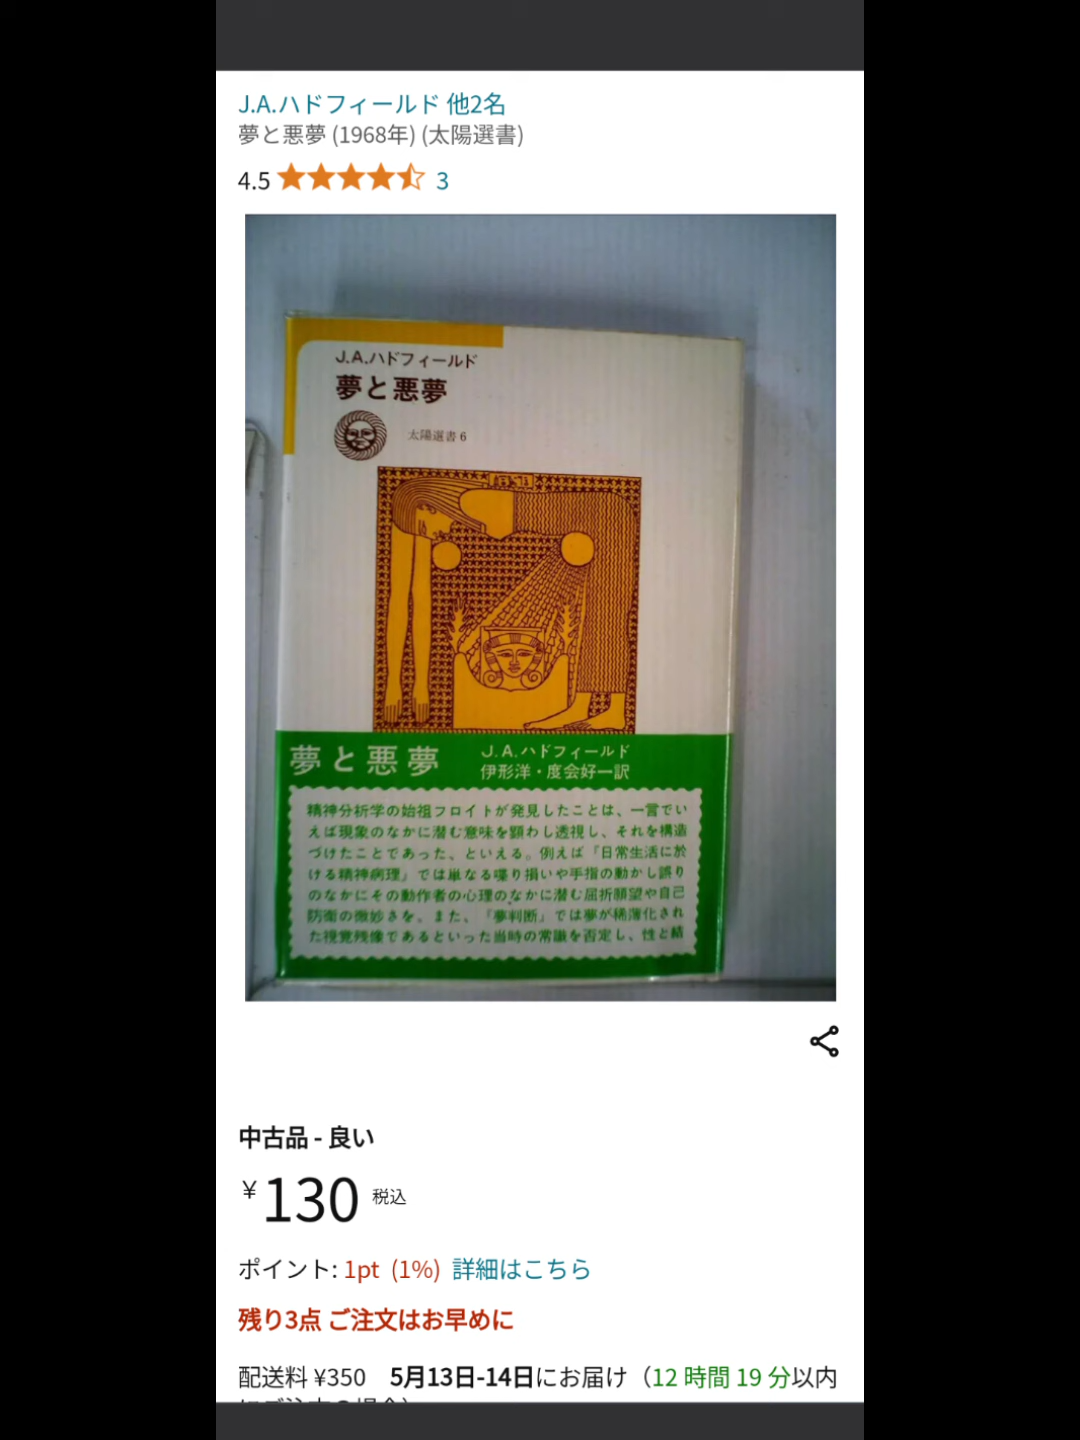 J.A.ハドフィールド 他2名
夢と悪夢 (1968年) (太陽選書)
4.5 3
J.A.ハドフィールド
夢と悪夢
太陽選書 6
夢と悪夢
J.A.ハドフィールド
伊形洋・度会好一訳
精神分析学の始祖フロイトが発見したことは、一言でい
えば現象のなかに潜む意味を顕わし透視し、それを構造
づけたことであった、といえる。例えば「日常生活に於
ける精神病理」では単なる喋り損いや手指の動かし誤り
のなかにその動作者の心理のなかに潜む屈折願望や自己
防衛の微妙さを。また、「夢判断」では夢が稀薄化され
た視覚残像であるといった当時の常識を否定し、性と結
中古品 - 良い
¥130 税込
ポイント: 1pt (1%) 詳細はこちら
残り3点 ご注文はお早めに
配送料 ¥350 5月13日-14日にお届け（12 時間 19 分以内